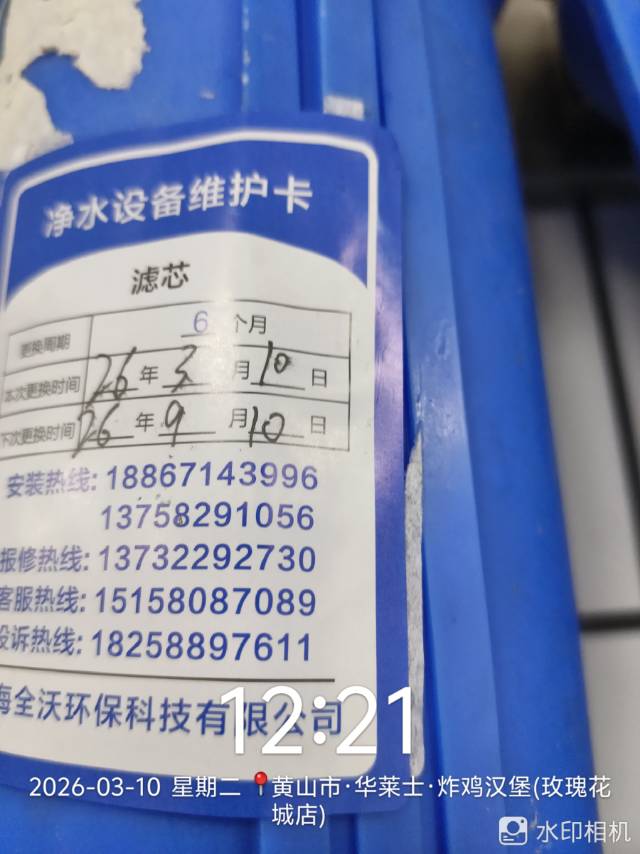 净水设备维护卡
滤芯
更换周期 6 个月
本次更换时间 26 年 3 月 10 日
下次更换时间 26 年 9 月 10 日
安装热线: 18867143996
13758291056
报修热线: 13732292730
客服热线: 15158087089
投诉热线: 18258897611
海全沃环保科技有限公司
12:21
2026-03-10 星期二 黄山市·华莱士·炸鸡汉堡(玫瑰花
城店)
水印相机